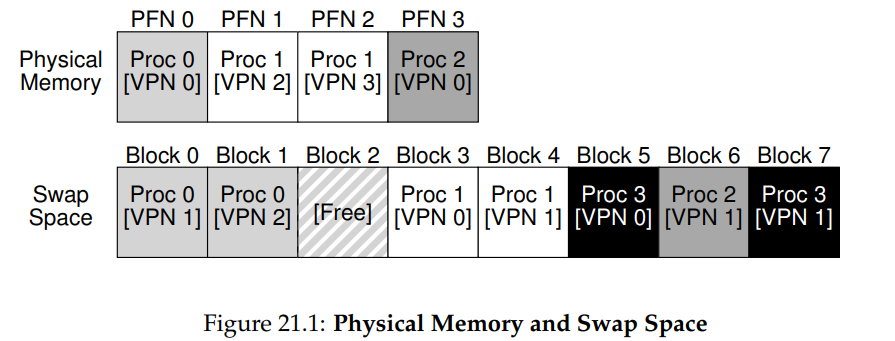 PFN 0 PFN 1 PFN 2 PFN 3
Physical Memory
Proc 0 [VPN 0]
Proc 1 [VPN 2]
Proc 1 [VPN 3]
Proc 2 [VPN 0]
Block 0 Block 1 Block 2 Block 3 Block 4 Block 5 Block 6 Block 7
Swap Space
Proc 0 [VPN 1]
Proc 0 [VPN 2]
[Free]
Proc 1 [VPN 0]
Proc 1 [VPN 1]
Proc 3 [VPN 0]
Proc 2 [VPN 1]
Proc 3 [VPN 1]
Figure 21.1: Physical Memory and Swap Space